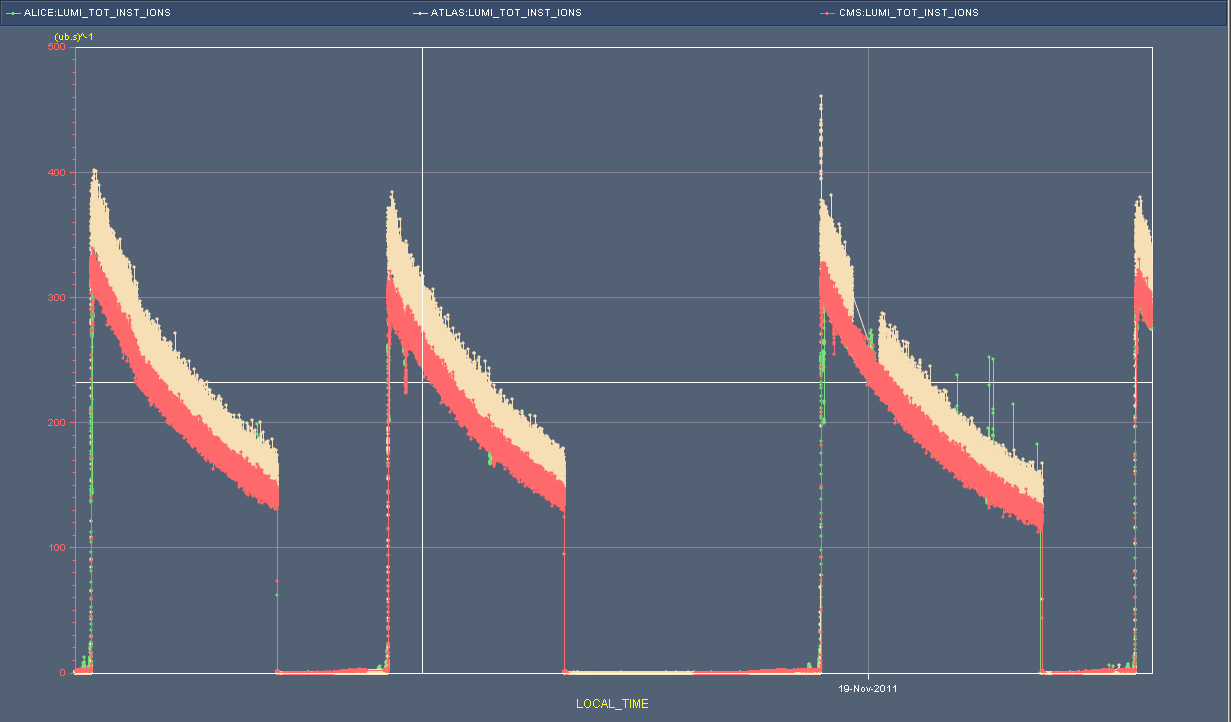 ALICE:LUMI_TOT_INST_IONS ATLAS:LUMI_TOT_INST_IONS CMS:LUMI_TOT_INST_IONS
(ub.s)^-1
500
400
300
200
100
0
19-Nov-2011
LOCAL_TIME